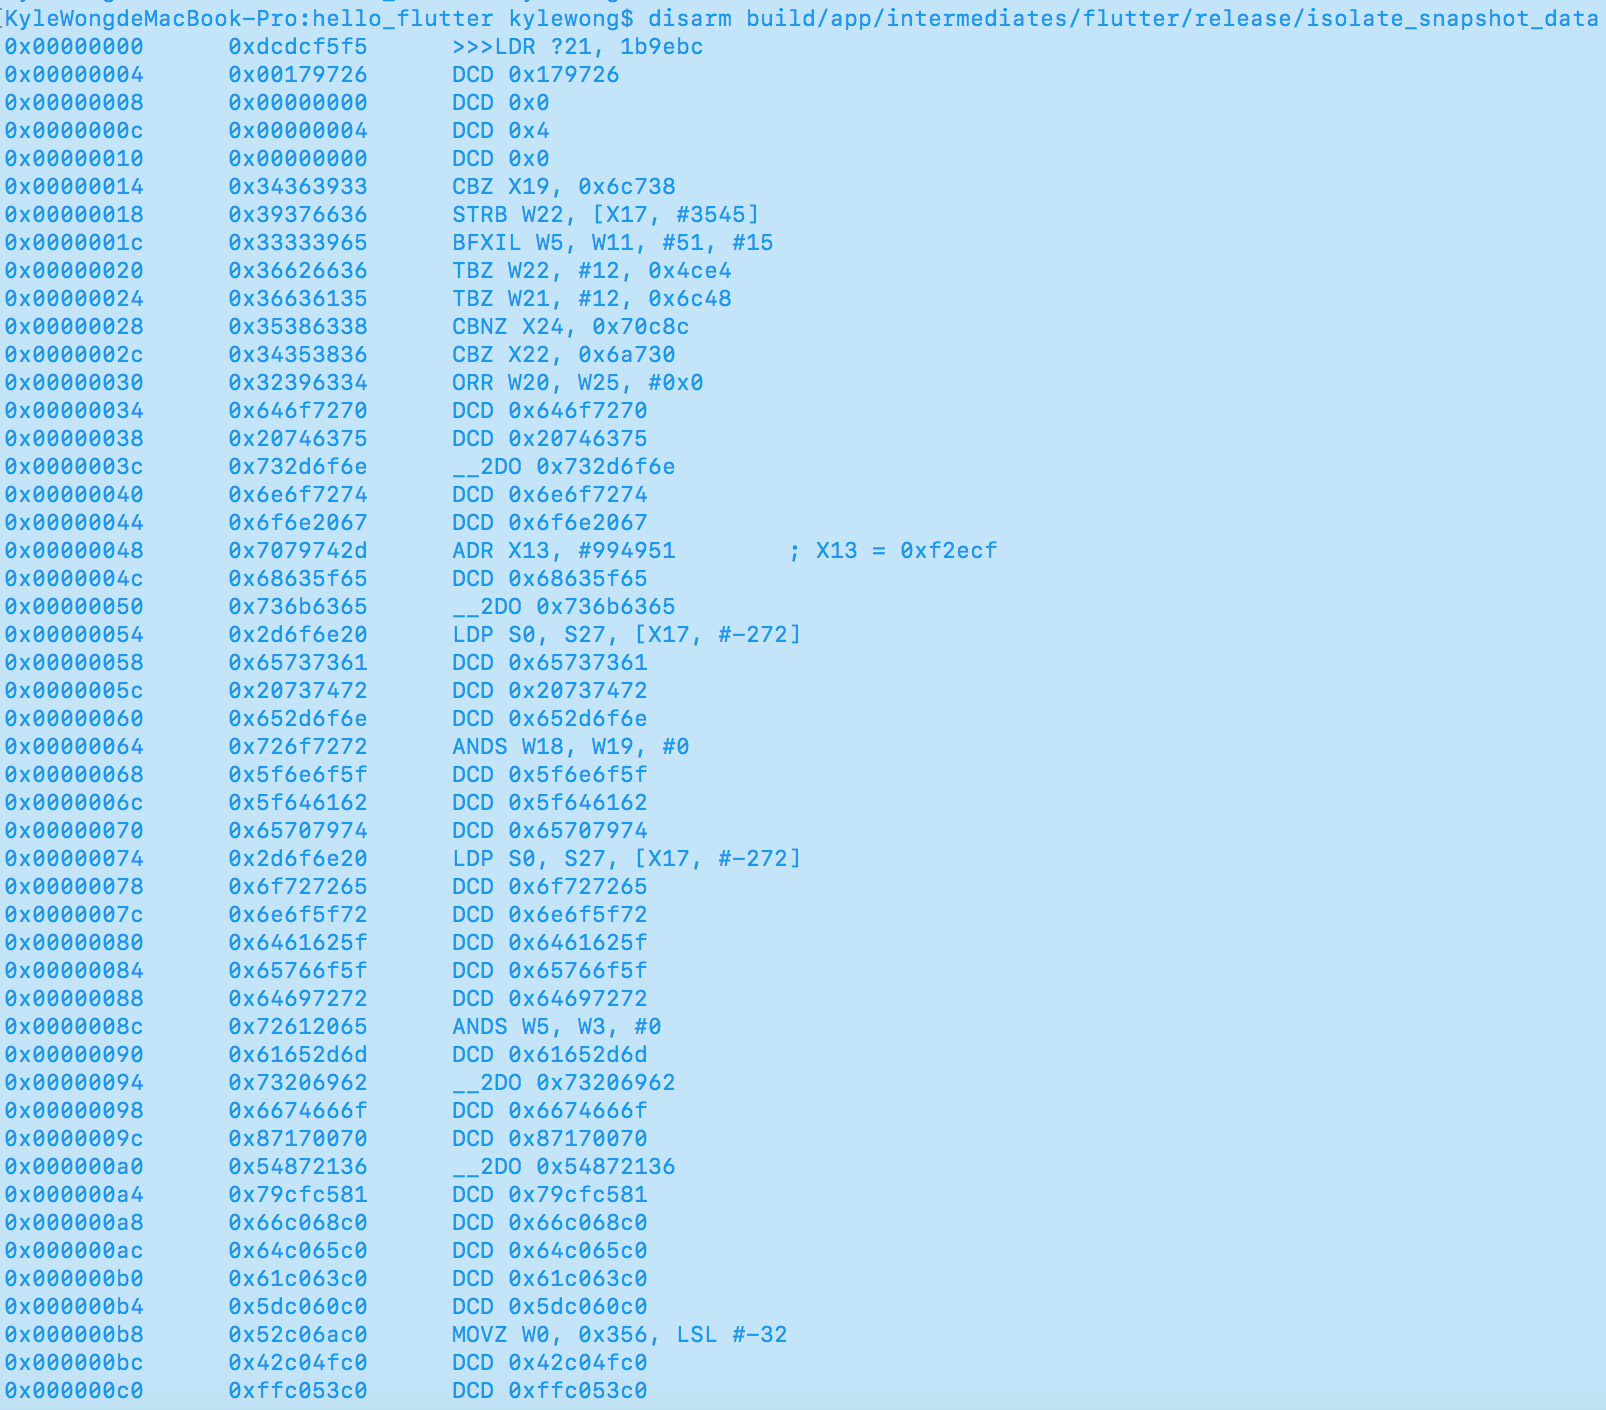 [KyleWongdeMacBook-Pro:hello_flutter kylewong$ disarm build/app/intermediates/flutter/release/isolate_snapshot_data
0x00000000 0xdcdcf5f5 >>>LDR ?21, 1b9ebc
0x00000004 0x00179726 DCD 0x179726
0x00000008 0x00000000 DCD 0x0
0x0000000c 0x00000004 DCD 0x4
0x00000010 0x00000000 DCD 0x0
0x00000014 0x34363933 CBZ X19, 0x6c738
0x00000018 0x39376636 STRB W22, [X17, #3545]
0x0000001c 0x33333965 BFXIL W5, W11, #51, #15
0x00000020 0x36626636 TBZ W22, #12, 0x4ce4
0x00000024 0x36636135 TBZ W21, #12, 0x6c48
0x00000028 0x35386338 CBNZ X24, 0x70c8c
0x0000002c 0x34353836 CBZ X22, 0x6a730
0x00000030 0x32396334 ORR W20, W25, #0x0
0x00000034 0x646f7270 DCD 0x646f7270
0x00000038 0x20746375 DCD 0x20746375
0x0000003c 0x732d6f6e __2DO 0x732d6f6e
0x00000040 0x6e6f7274 DCD 0x6e6f7274
0x00000044 0x6f6e2067 DCD 0x6f6e2067
0x00000048 0x7079742d ADR X13, #994951 ; X13 = 0xf2ecf
0x0000004c 0x68635f65 DCD 0x68635f65
0x00000050 0x736b6365 __2DO 0x736b6365
0x00000054 0x2d6f6e20 LDP S0, S27, [X17, #-272]
0x00000058 0x65737361 DCD 0x65737361
0x0000005c 0x20737472 DCD 0x20737472
0x00000060 0x652d6f6e DCD 0x652d6f6e
0x00000064 0x726f7272 ANDS W18, W19, #0
0x00000068 0x5f6e6f5f DCD 0x5f6e6f5f
0x0000006c 0x5f646162 DCD 0x5f646162
0x00000070 0x65707974 DCD 0x65707974
0x00000074 0x2d6f6e20 LDP S0, S27, [X17, #-272]
0x00000078 0x6f727265 DCD 0x6f727265
0x0000007c 0x6e6f5f72 DCD 0x6e6f5f72
0x00000080 0x6461625f DCD 0x6461625f
0x00000084 0x65766f5f DCD 0x65766f5f
0x00000088 0x64697272 DCD 0x64697272
0x0000008c 0x72612065 ANDS W5, W3, #0
0x00000090 0x61652d6d DCD 0x61652d6d
0x00000094 0x73206962 __2DO 0x73206962
0x00000098 0x6674666f DCD 0x6674666f
0x0000009c 0x87170070 DCD 0x87170070
0x000000a0 0x54872136 __2DO 0x54872136
0x000000a4 0x79cfc581 DCD 0x79cfc581
0x000000a8 0x66c068c0 DCD 0x66c068c0
0x000000ac 0x64c065c0 DCD 0x64c065c0
0x000000b0 0x61c063c0 DCD 0x61c063c0
0x000000b4 0x5dc060c0 DCD 0x5dc060c0
0x000000b8 0x52c06ac0 MOVZ W0, 0x356, LSL #-32
0x000000bc 0x42c04fc0 DCD 0x42c04fc0
0x000000c0 0xffc053c0 DCD 0xffc053c0